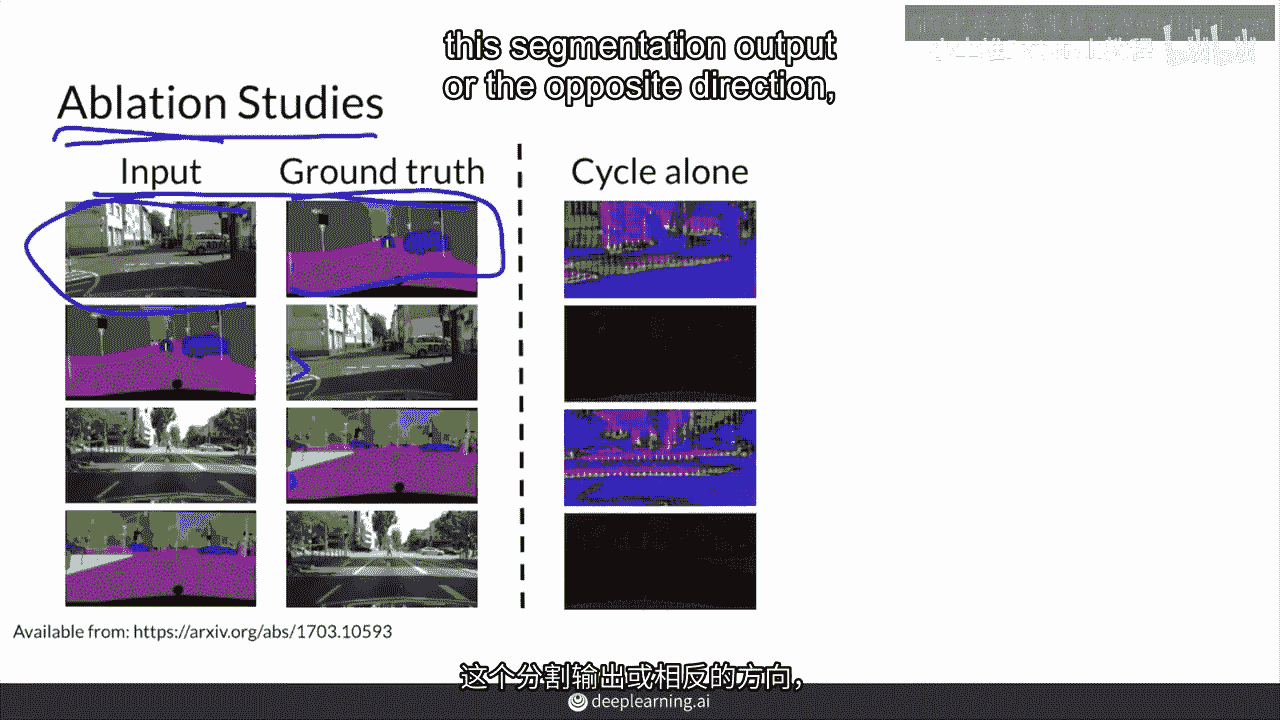 this segmentation output
or the opposite direction,
Ablation Studies
Input
Ground truth
Cycle alone
Available from: https://arxiv.org/abs/1703.10593
这个分割输出或相反的方向,
deeplearning.ai